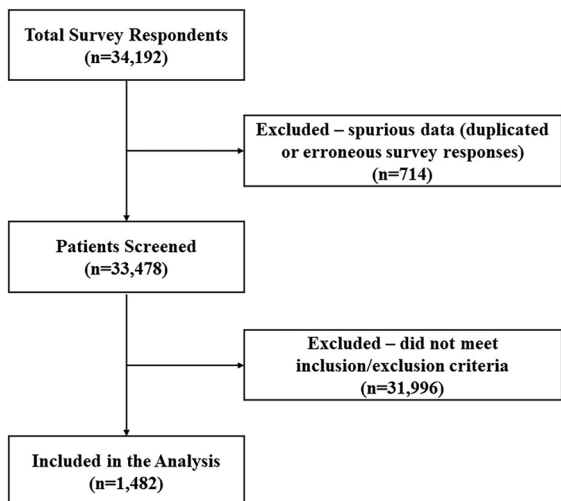 Total Survey Respondents
(n=34,192)
Excluded – spurious data (duplicated
or erroneous survey responses)
(n=714)
Patients Screened
(n=33,478)
Excluded – did not meet
inclusion/exclusion criteria
(n=31,996)
Included in the Analysis
(n=1,482)